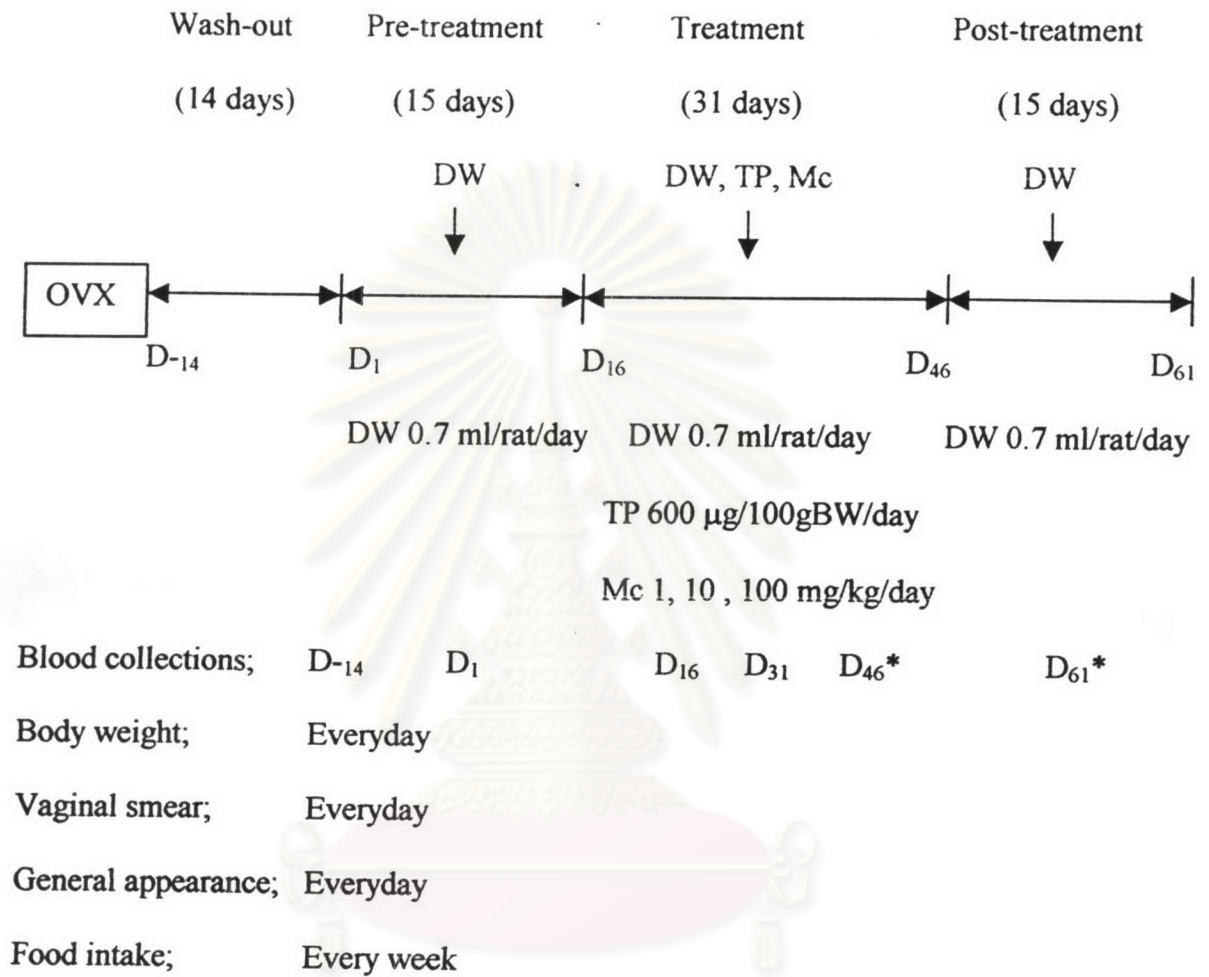 Wash-out Pre-treatment Treatment Post-treatment
(14 days) (15 days) (31 days) (15 days)
DW DW, TP, Mc DW
OVX
D-14 D1 D16 D46 D61
DW 0.7 ml/rat/day DW 0.7 ml/rat/day DW 0.7 ml/rat/day
TP 600 μg/100gBW/day
Mc 1, 10 , 100 mg/kg/day
Blood collections; D-14 D1 D16 D31 D46* D61*
Body weight; Everyday
Vaginal smear; Everyday
General appearance; Everyday
Food intake; Every week